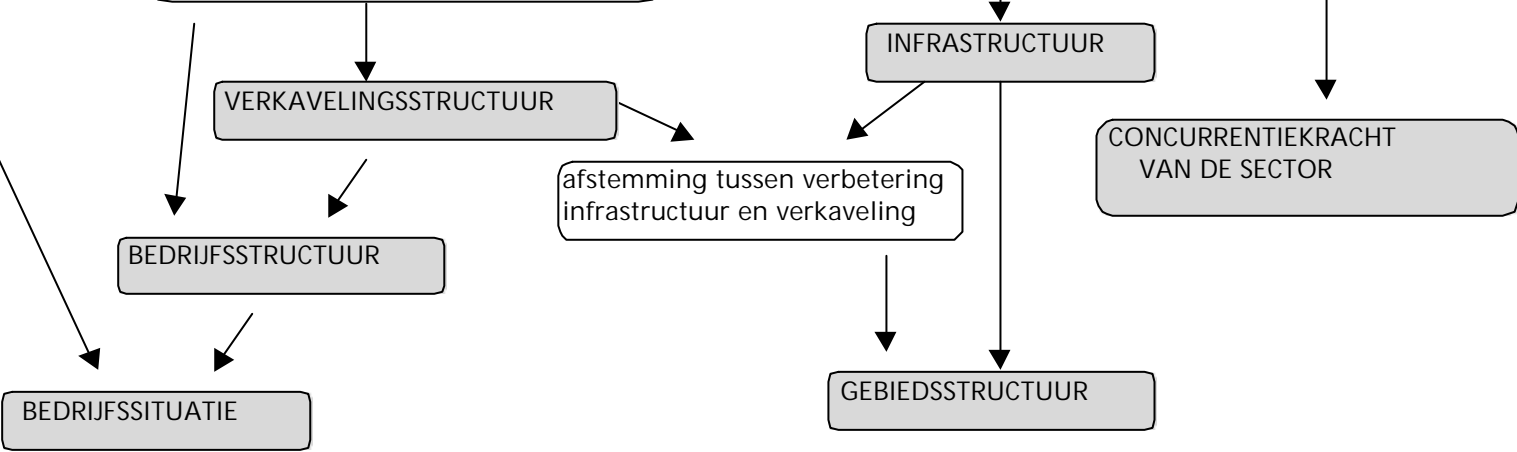 INFRASTRUCTUUR
VERKAVELINGSSTRUCTUUR
CONCURRENTIEKRACHT
VAN DE SECTOR
afstemming tussen verbetering
infrastructuur en verkaveling
BEDRIJFSSTRUCTUUR
GEBIEDSSTRUCTUUR
BEDRIJFSSITUATIE